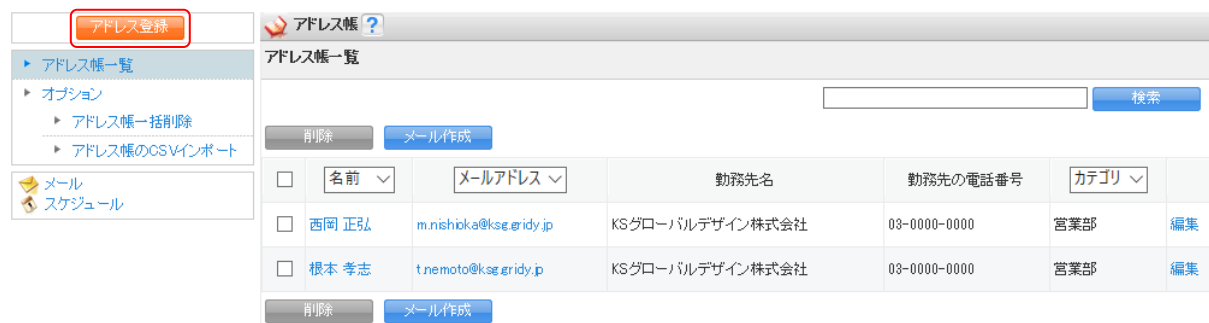 アドレス登録
アドレス帳一覧
オプション
アドレス帳一括削除
アドレス帳のCSVインポート
メール
スケジュール
アドレス帳 ?
アドレス帳一覧
検索
削除 メール作成
名前 メールアドレス 勤務先名 勤務先の電話番号 カテゴリ
西岡 正弘 m.nishioka@ksg.gridy.jp KSグローバルデザイン株式会社 03-0000-0000 営業部 編集
根本 孝志 t.nemoto@ksg.gridy.jp KSグローバルデザイン株式会社 03-0000-0000 営業部 編集
削除 メール作成